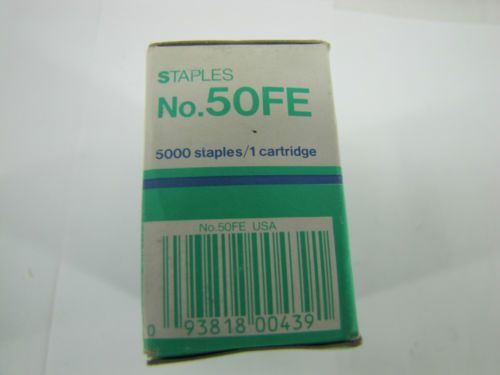 STAPLES
No.50FE
5000 staples/1 cartridge
No.50FE USA
0 93818 00439